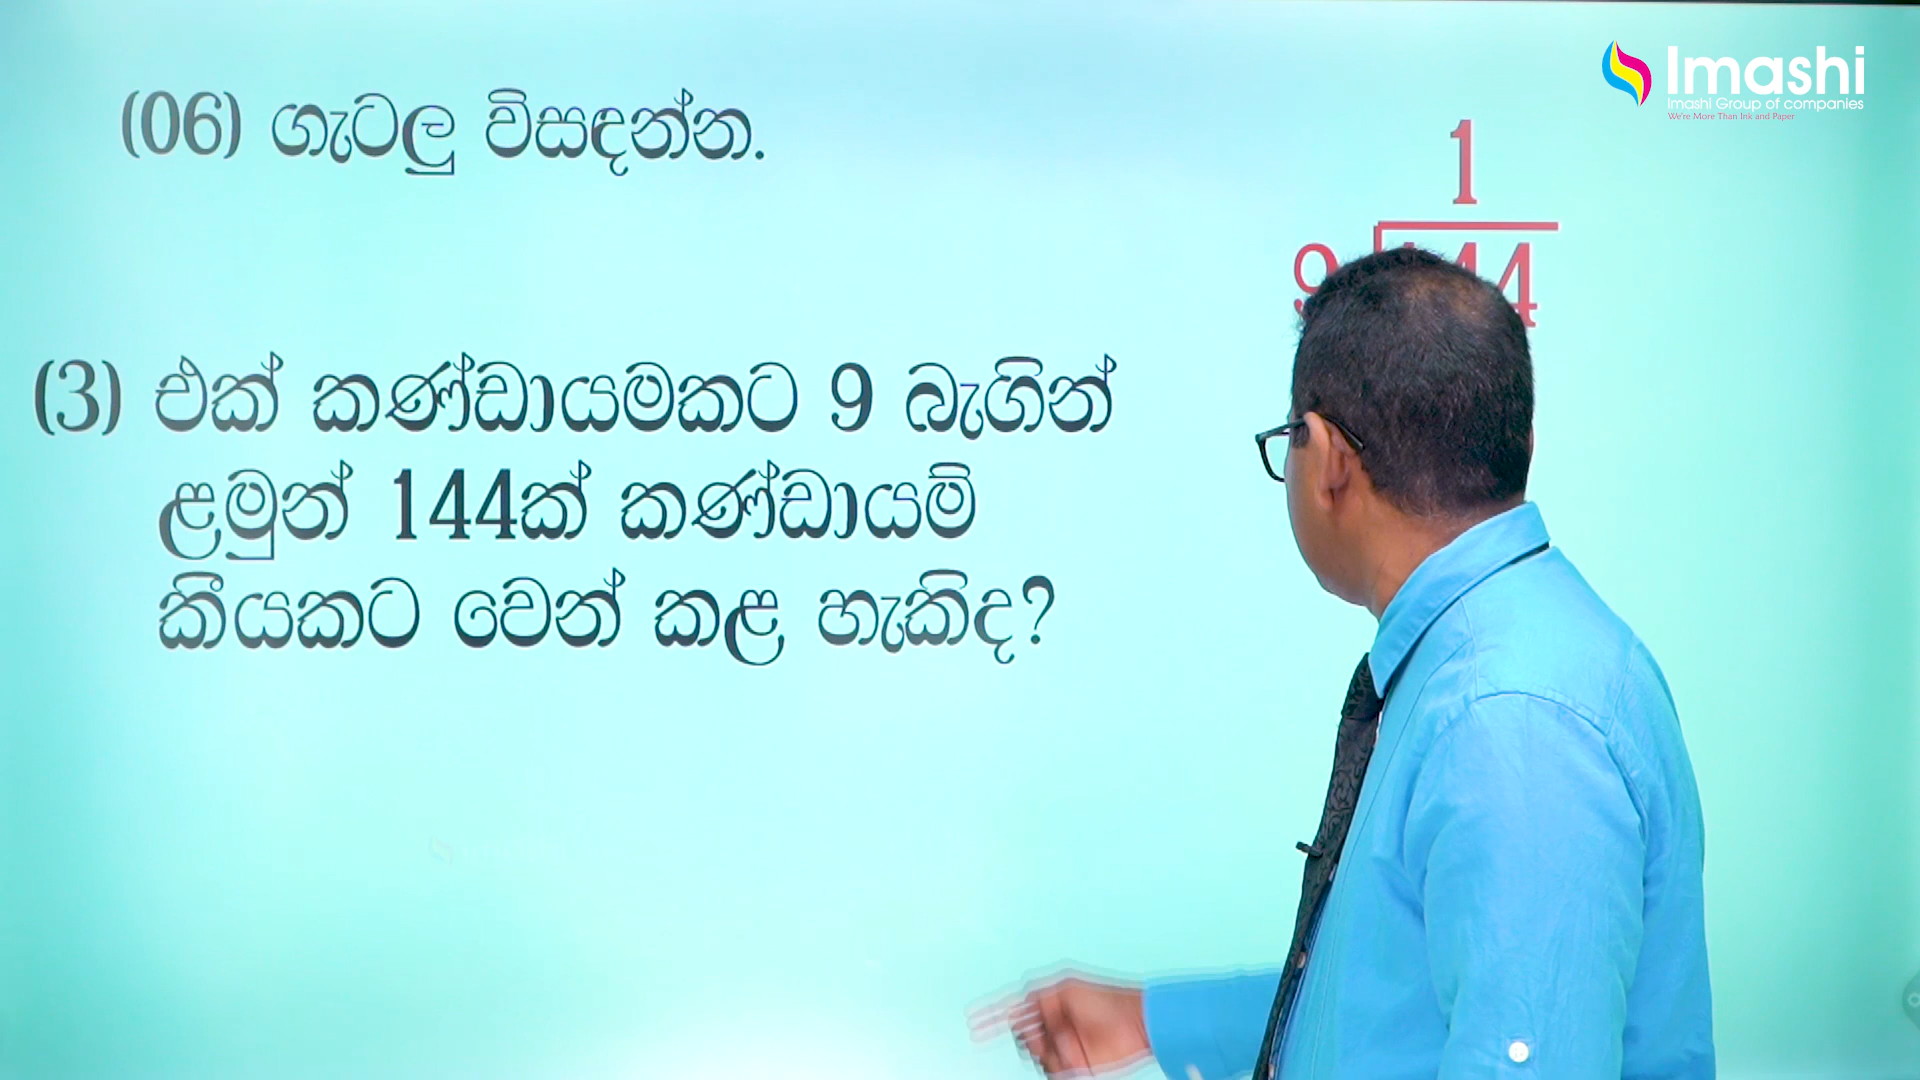 (06) ගැටලු විසඳන්න.
(3) එක් කණ්ඩායමකට 9 බැගින්
ළමුන් 144ක් කණ්ඩායම්
කීයකට වෙන් කළ හැකිද?
1
9
Imashi
Imashi Group of companies
We're More Than Ink and Paper